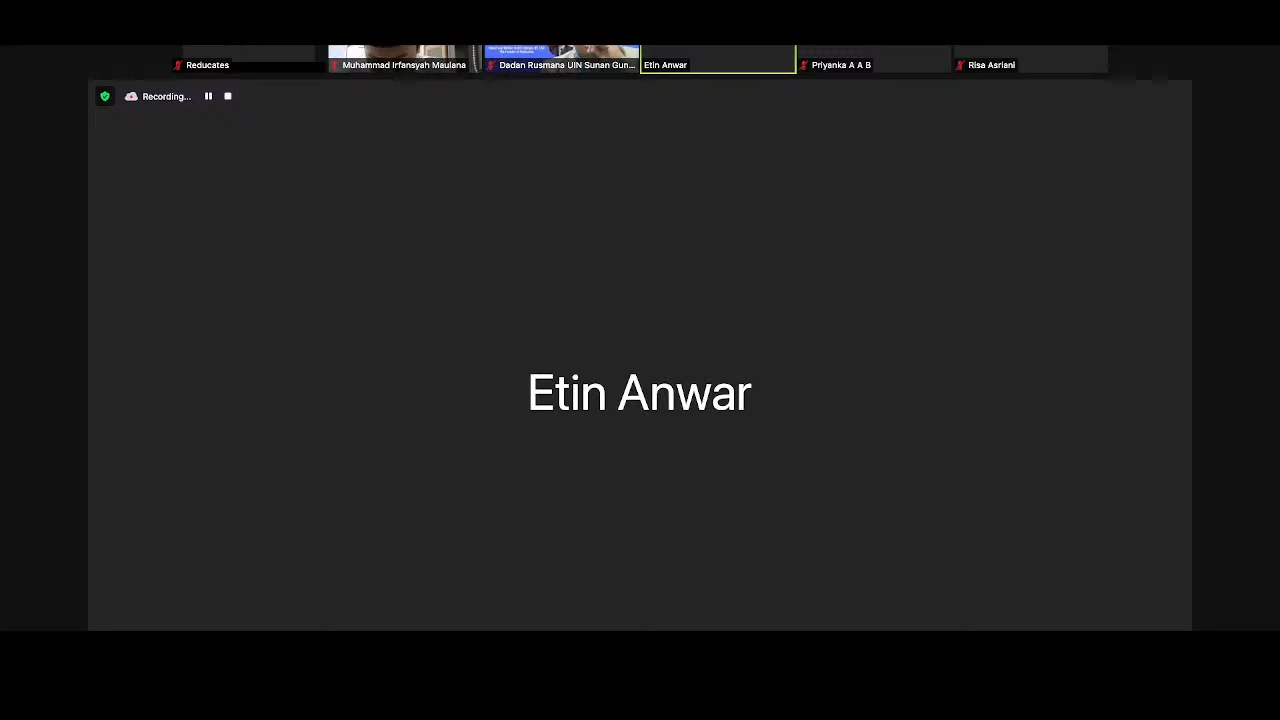 Reducates
Muhammad Irfansyah Maulana
Dadan Rusmana UIN Sunan Gun...
Etin Anwar
Priyanka A A B
Risa Asriani
Recording...
Etin Anwar